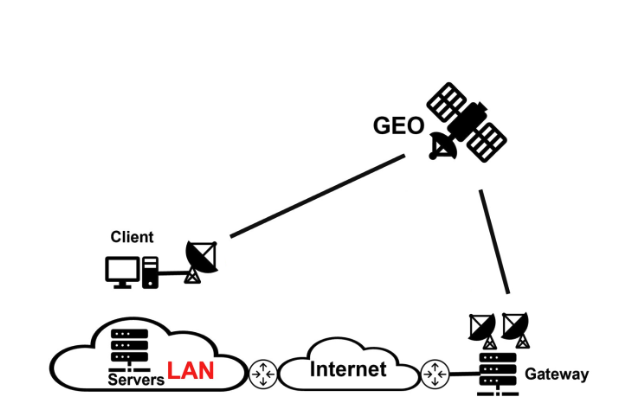 GEO
Client
Servers LAN
Internet
Gateway